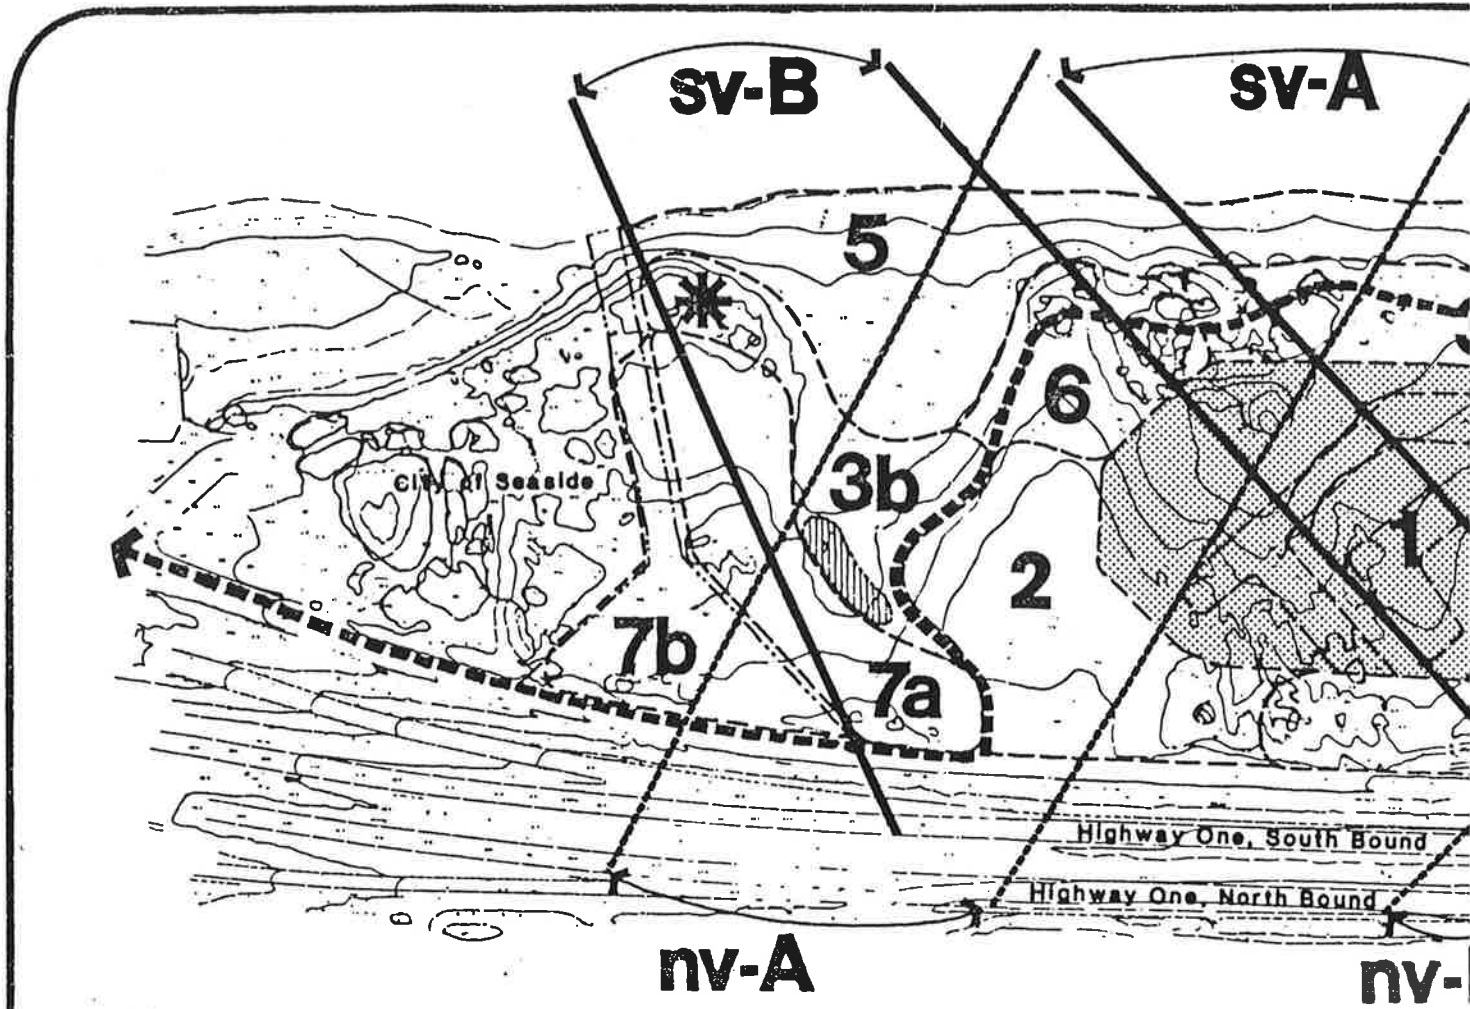 sv-B
sv-A
5
6
3b
City of Seaside
1
2
7b
7a
Highway One, South Bound
Highway One, North Bound
nv-A
nv-